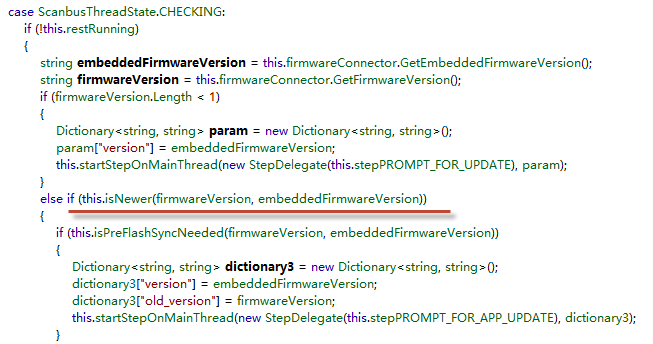 case ScanbusThreadState.CHECKING:
if (!this.restRunning)
{
string embeddedFirmwareVersion = this.firmwareConnector.GetEmbeddedFirmwareVersion();
string firmwareVersion = this.firmwareConnector.GetFirmwareVersion();
if (firmwareVersion.Length < 1)
{
Dictionary<string, string> param = new Dictionary<string, string>();
param["version"] = embeddedFirmwareVersion;
this.startStepOnMainThread(new StepDelegate(this.stepPROMPT_FOR_UPDATE), param);
}
else if (this.isNewer(firmwareVersion, embeddedFirmwareVersion))
{
if (this.isPreFlashSyncNeeded(firmwareVersion, embeddedFirmwareVersion))
{
Dictionary<string, string> dictionary3 = new Dictionary<string, string>();
dictionary3["version"] = embeddedFirmwareVersion;
dictionary3["old_version"] = firmwareVersion;
this.startStepOnMainThread(new StepDelegate(this.stepPROMPT_FOR_APP_UPDATE), dictionary3);
}